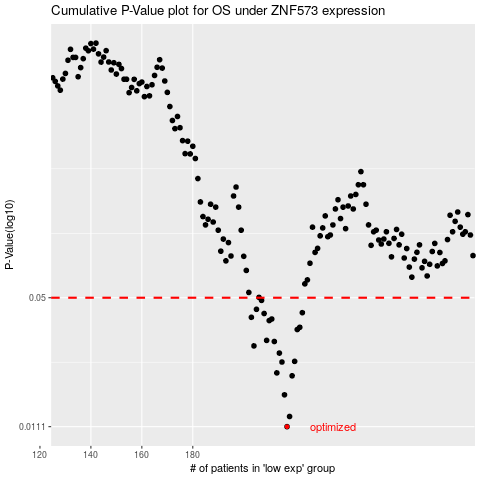 Cumulative P-Value plot for OS under ZNF573 expression
P-Value(log10)
0.05
0.0111
optimized
120 140 160 180
# of patients in 'low exp' group